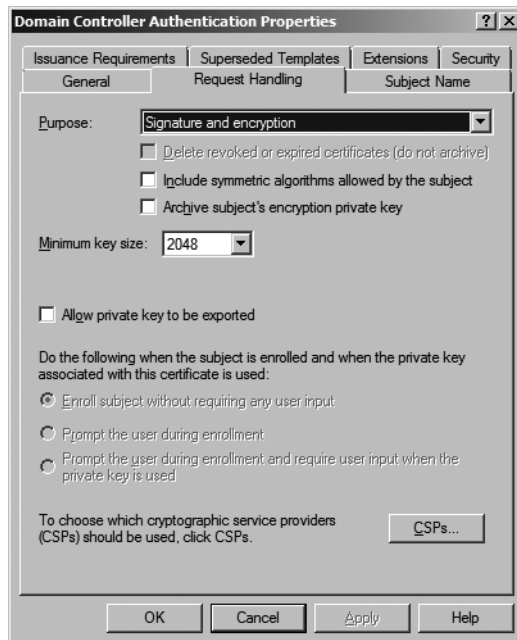 Domain Controller Authentication Properties
Issuance Requirements Superseded Templates Extensions Security
General Request Handling Subject Name
Purpose: Signature and encryption
Delete revoked or expired certificates (do not archive)
Include symmetric algorithms allowed by the subject
Archive subject's encryption private key
Minimum key size: 2048
Allow private key to be exported
Do the following when the subject is enrolled and when the private key
associated with this certificate is used:
Enroll subject without requiring any user input
Prompt the user during enrollment
Prompt the user during enrollment and require user input when the
private key is used
To choose which cryptographic service providers
(CSPs) should be used, click CSPs.
CSPs...
OK Cancel Apply Help